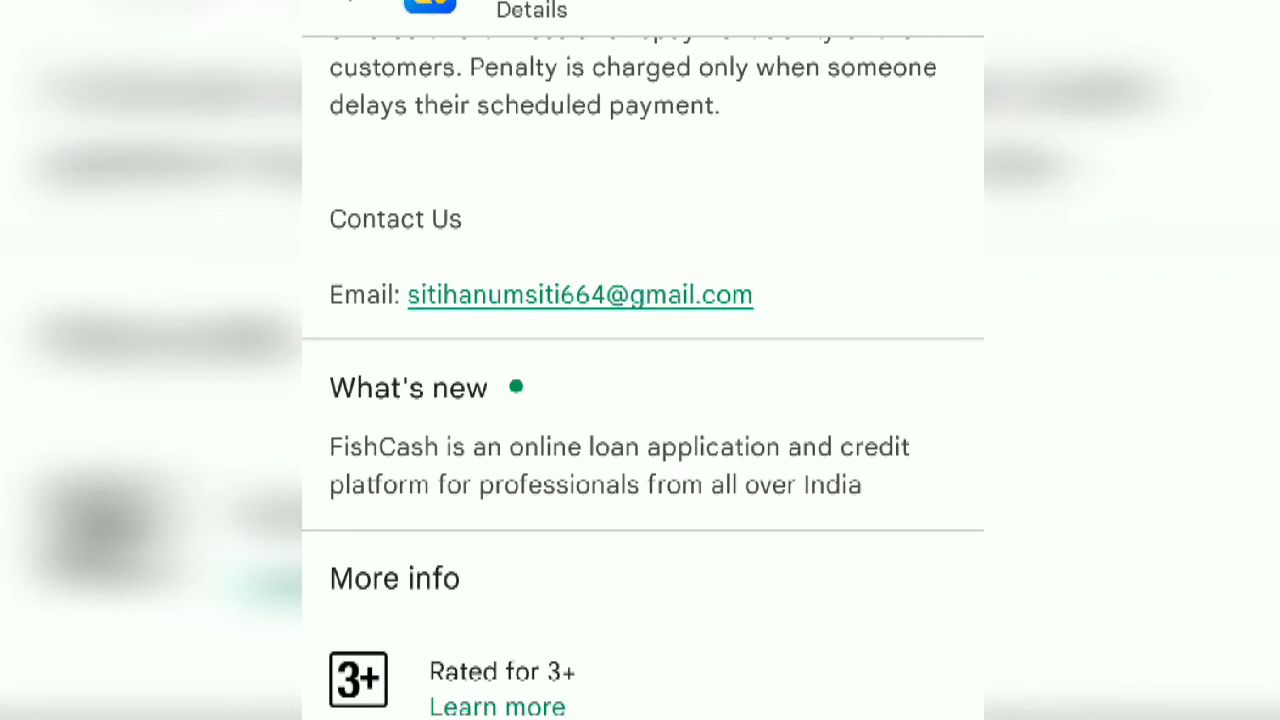 Details
customers. Penalty is charged only when someone
delays their scheduled payment.
Contact Us
Email: sitihanumsiti664@gmail.com
What's new
FishCash is an online loan application and credit
platform for professionals from all over India
More info
3+
Rated for 3+
Learn more